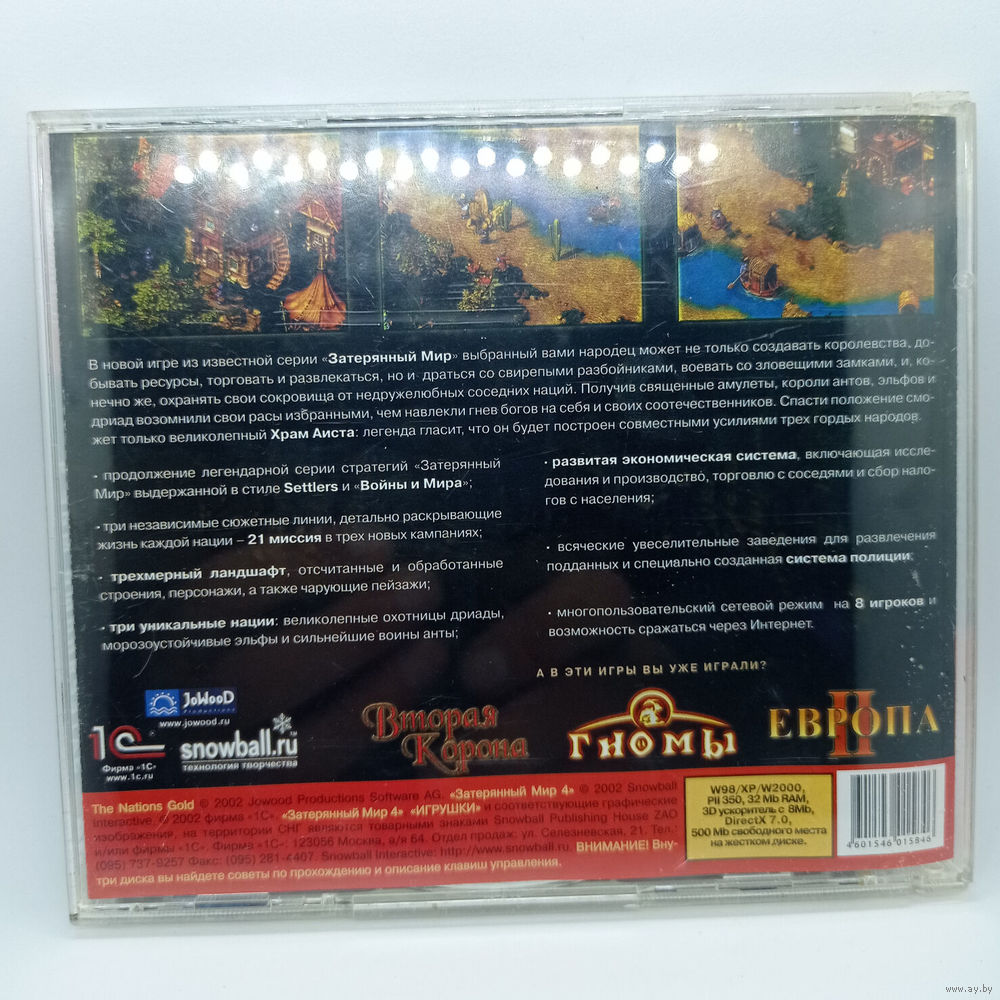 В новой игре из известной серии «Затерянный Мир» выбранный вами народец может не только создавать королевства, до-
бывать ресурсы, торговать и развлекаться, но и драться со свирепыми разбойниками, воевать со зловещими замками, и, ко-
нечно же, охранять свои сокровища от недружелюбных соседних наций. Получив священные амулеты, короли антов, эльфов и
дриад возомнили свои расы избранными, чем навлекли гнев богов на себя и своих соотечественников. Спасти положение смо-
жет только великолепный Храм Аиста: легенда гласит, что он будет построен совместными усилиями трех гордых народов.
· продолжение легендарной серии стратегий «Затерянный
Мир» выдержанной в стиле Settlers и «Войны и Мира»;
· три независимые сюжетные линии, детально раскрывающие
жизнь каждой нации – 21 миссия в трех новых кампаниях;
· трехмерный ландшафт, отсчитанные и обработанные
строения, персонажи, а также чарующие пейзажи;
· три уникальные нации: великолепные охотницы дриады,
морозоустойчивые эльфы и сильнейшие воины анты;
· развитая экономическая система, включающая иссле-
дования и производство, торговлю с соседями и сбор нало-
гов с населения;
· всяческие увеселительные заведения для развлечения
подданных и специально созданная система полиции;
· многопользовательский сетевой режим на 8 игроков и
возможность сражаться через Интернет.
А В ЭТИ ИГРЫ ВЫ УЖЕ ИГРАЛИ?
JoWooD
Productions
www.jowood.ru
1С
Фирма «1С»
www.1c.ru
snowball.ru
технология творчества
Вторая
Корона
ГНОМЫ
ЕВРОПА
II
The Nations Gold © 2002 Jowood Productions Software AG. «Затерянный Мир 4» © 2002 Snowball
Interactive. © 2002 фирма «1С». «Затерянный Мир 4» «ИГРУШКИ» и соответствующие графические
изображения, на территории СНГ являются товарными знаками Snowball Publishing House ZAO
и/или фирмы «1С». Фирма «1С»: 123056 Москва, а/я 64. Отдел продаж: ул. Селезневская, 21. Тел.:
(095) 737-9257 Факс: (095) 281-4407. Snowball Interactive: http://www.snowball.ru. ВНИМАНИЕ! Вну-
три диска вы найдете советы по прохождению и описание клавиш управления.
W98/XP/W2000,
PII 350, 32 Mb RAM,
3D ускоритель с 8Mb,
DirectX 7.0,
500 Mb свободного места
на жестком диске.
4601546015846
www.ay.by